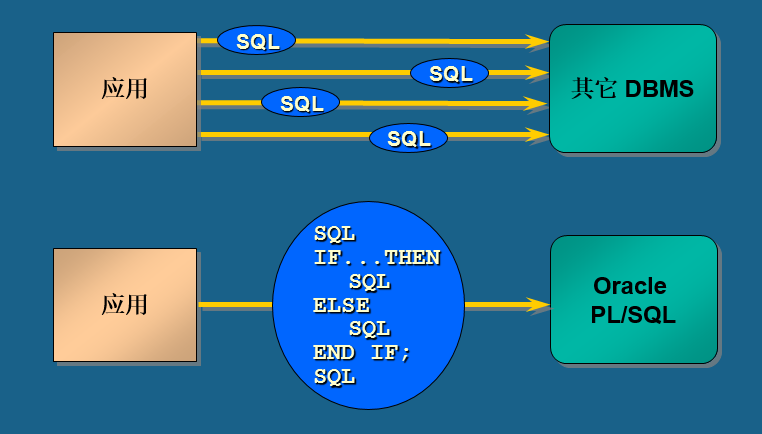 SQL
应用
SQL
其它 DBMS
SQL
SQL
SQL
IF...THEN
SQL
ELSE
SQL
END IF;
SQL
应用
Oracle
PL/SQL